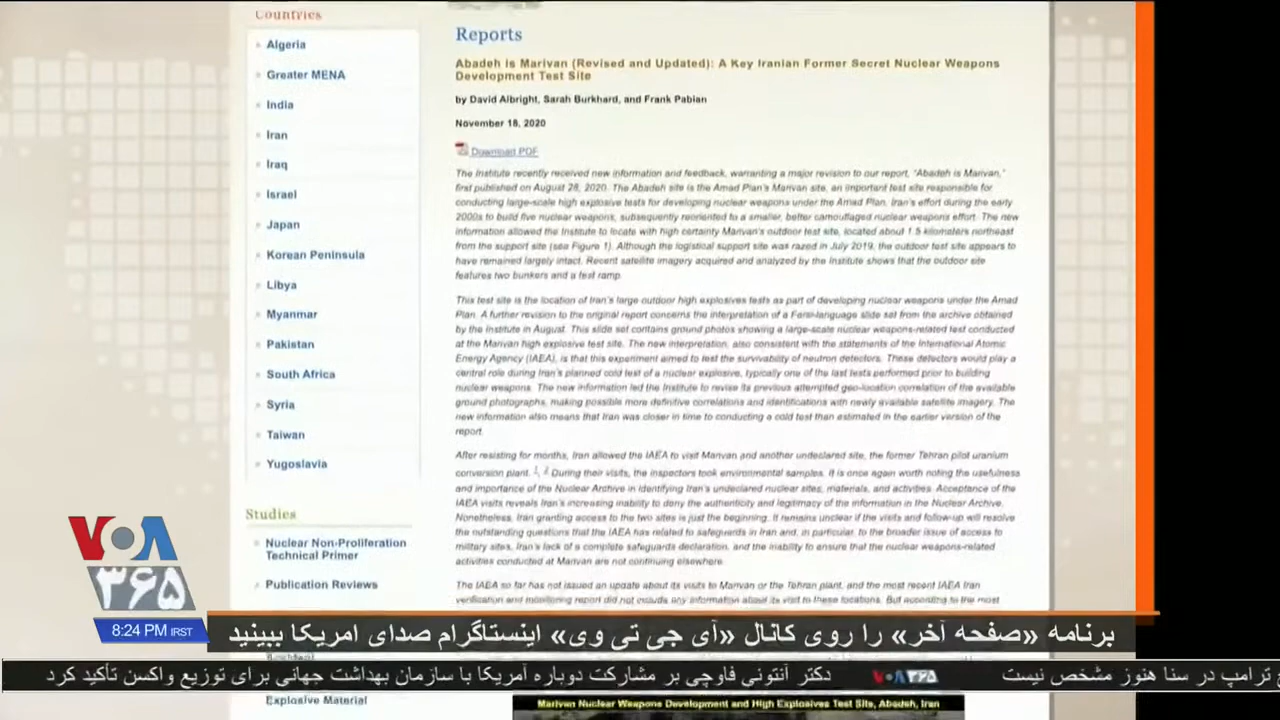 Countries
Algeria
Greater MENA
India
Iran
Iraq
Israel
Japan
Korean Peninsula
Libya
Myanmar
Pakistan
South Africa
Syria
Taiwan
Yugoslavia
Studies
Nuclear Non-Proliferation
Technical Primer
Publication Reviews
Explosive Material
Reports
Abadeh is Marivan (Revised and Updated): A Key Iranian Former Secret Nuclear Weapons
Development Test Site
by David Albright, Sarah Burkhard, and Frank Pabian
November 18, 2020
Download PDF
The Institute recently received new information and feedback, warranting a major revision to our report, "Abadeh is Marivan,"
first published on August 28, 2020. The Abadeh site is the Amad Plan's Marivan site, an important test site responsible for
conducting large-scale high explosive tests for developing nuclear weapons under the Amad Plan, Iran's effort during the early
2000s to build five nuclear weapons, subsequently reoriented to a smaller, better camouflaged nuclear weapons effort. The new
information allowed the Institute to locate with high certainty Marivan's outdoor test site, located about 1.5 kilometers northeast
from the support site (see Figure 1). Although the logistical support site was razed in July 2019, the outdoor test site appears to
have remained largely intact. Recent satellite imagery acquired and analyzed by the Institute shows that the outdoor site
features two bunkers and a test ramp.
This test site is the location of Iran's large outdoor high explosives tests as part of developing nuclear weapons under the Amad
Plan. A further revision to the original report concerns the interpretation of a Farsi-language slide set from the archive obtained
by the Institute in August. This slide set contains ground photos showing a large-scale nuclear weapons-related test conducted
at the Marivan high explosive test site. The new interpretation, also consistent with the statements of the International Atomic
Energy Agency (IAEA), is that this experiment aimed to test the survivability of neutron detectors. These detectors would play a
central role during Iran's planned cold test of a nuclear explosive, typically one of the last tests performed prior to building
nuclear weapons. The new information led the Institute to revise its previous attempted geo-location correlation of the available
ground photographs, making possible more definitive correlations and identifications with newly available satellite imagery. The
new information also means that Iran was closer in time to conducting a cold test than estimated in the earlier version of the
report.
After resisting for months, Iran allowed the IAEA to visit Marivan and another undeclared site, the former Tehran pilot uranium
conversion plant. 1, 2 During their visits, the inspectors took environmental samples. It is once again worth noting the usefulness
and importance of the Nuclear Archive in identifying Iran's undeclared nuclear sites, materials, and activities. Acceptance of the
IAEA visits reveals Iran's increasing inability to deny the authenticity and legitimacy of the information in the Nuclear Archive.
Nonetheless, Iran granting access to the two sites is just the beginning. It remains unclear if the visits and follow-up will resolve
the outstanding questions that the IAEA has related to safeguards in Iran and, in particular, to the broader issue of access to
military sites, Iran's lack of a complete safeguards declaration, and the inability to ensure that the nuclear weapons-related
activities conducted at Marivan are not continuing elsewhere.
The IAEA so far has not issued an update about its visits to Marivan or the Tehran plant, and the most recent IAEA Iran
verification and monitoring report did not include any information about its visit to these locations. But according to the most
VOA
۳۶۵
8:24 PM IRST
برنامه «صفحه آخر» را روی کانال «آی جی تی وی» اینستاگرام صدای امریکا ببینید
ترامپ در سنا هنوز مشخص نیست VOA۳۶۵ دکتر آنتونی فاوچی بر مشارکت دوباره آمریکا با سازمان بهداشت جهانی برای توزیع واکسن تأکید کرد
Marivan Nuclear Weapons Development and High Explosives Test Site, Abadeh, Iran